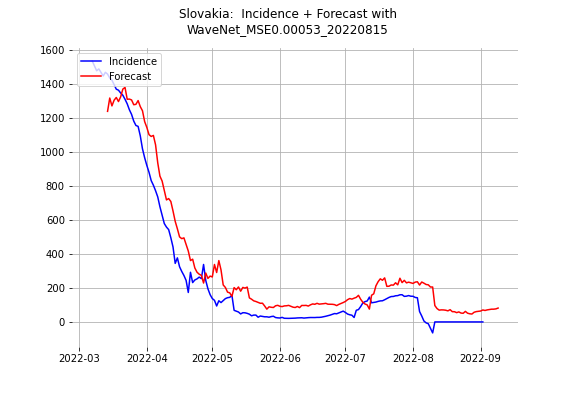 Slovakia:  Incidence + Forecast with
WaveNet_MSE0.00053_20220815
1600
Incidence
Forecast
1400
1200
1000
800
600
400
200
0
2022-03 2022-04 2022-05 2022-06 2022-07 2022-08 2022-09